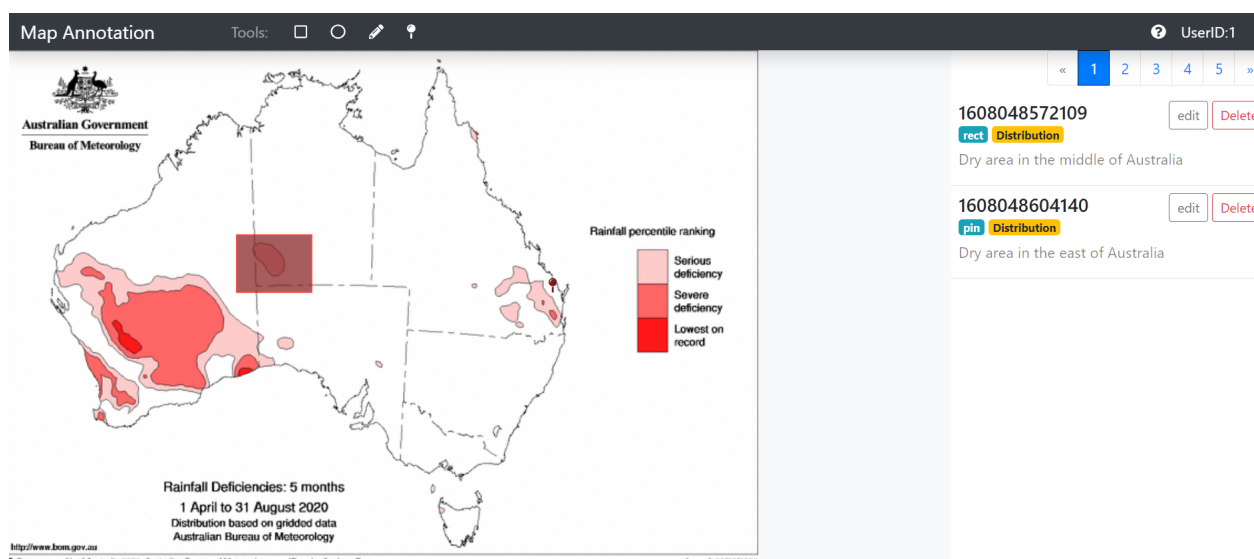 Map Annotation Tools: UserID:1
« 1 2 3 4 5 »
1608048572109 edit Delete
rect Distribution
Dry area in the middle of Australia
1608048604140 edit Delete
pin Distribution
Dry area in the east of Australia
Australian Government
Bureau of Meteorology
Rainfall percentile ranking
Serious
deficiency
Severe
deficiency
Lowest on
record
Rainfall Deficiencies: 5 months
1 April to 31 August 2020
Distribution based on gridded data
Australian Bureau of Meteorology
http://www.bom.gov.au